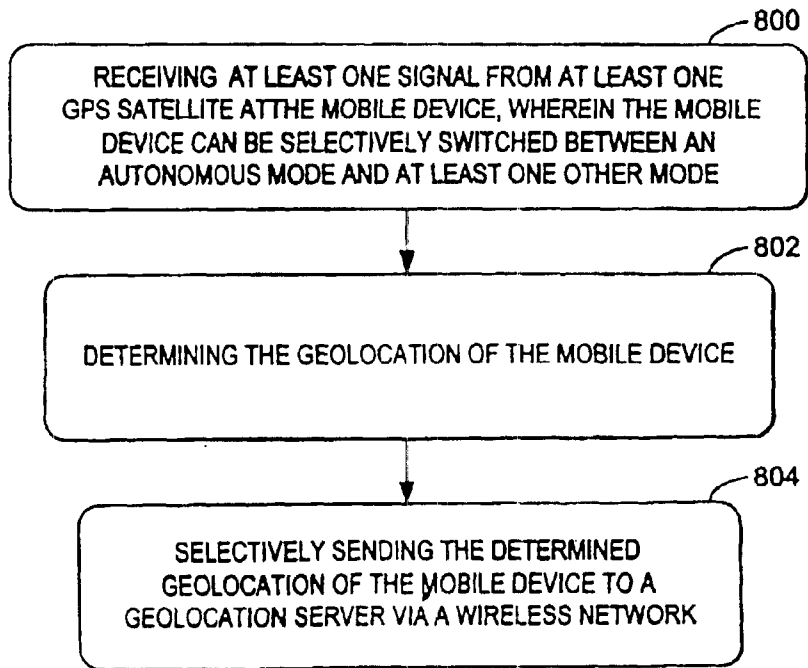 800
RECEIVING AT LEAST ONE SIGNAL FROM AT LEAST ONE
GPS SATELLITE ATTHE MOBILE DEVICE, WHEREIN THE MOBILE
DEVICE CAN BE SELECTIVELY SWITCHED BETWEEN AN
AUTONOMOUS MODE AND AT LEAST ONE OTHER MODE
802
DETERMINING THE GEOLOCATION OF THE MOBILE DEVICE
804
SELECTIVELY SENDING THE DETERMINED
GEOLOCATION OF THE MOBILE DEVICE TO A
GEOLOCATION SERVER VIA A WIRELESS NETWORK